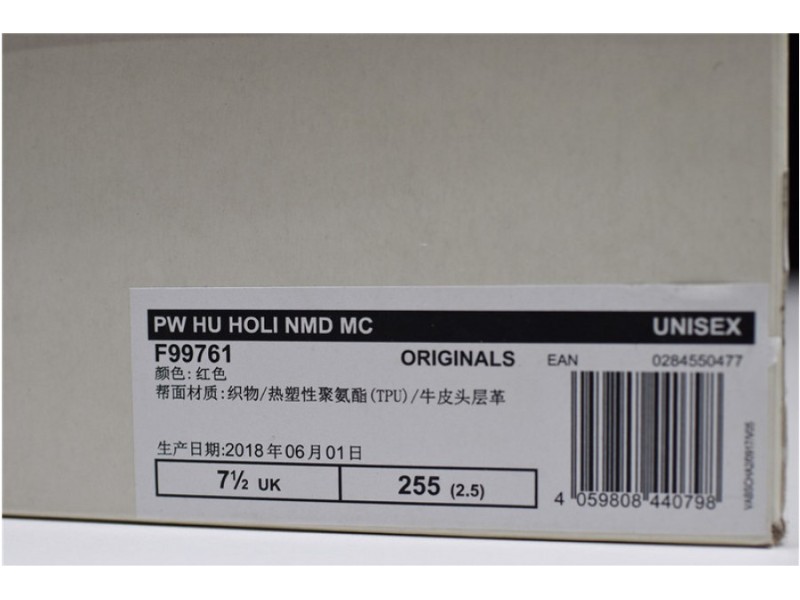 PW HU HOLI NMD MC UNISEX
F99761 ORIGINALS EAN 0284550477
颜色:红色
帮面材质:织物/热塑性聚氨酯(TPU)/牛皮头层革
生产日期:2018年06月01日
7½ UK 255 (2.5)
4 059808 440798